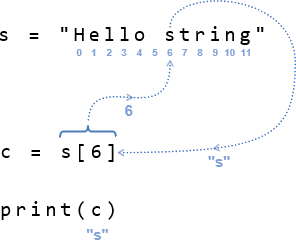 s = "Hello string"
0 1 2 3 4 5 6 7 8 9 10 11
6
c = s[6]
"s"
print(c)
"s"